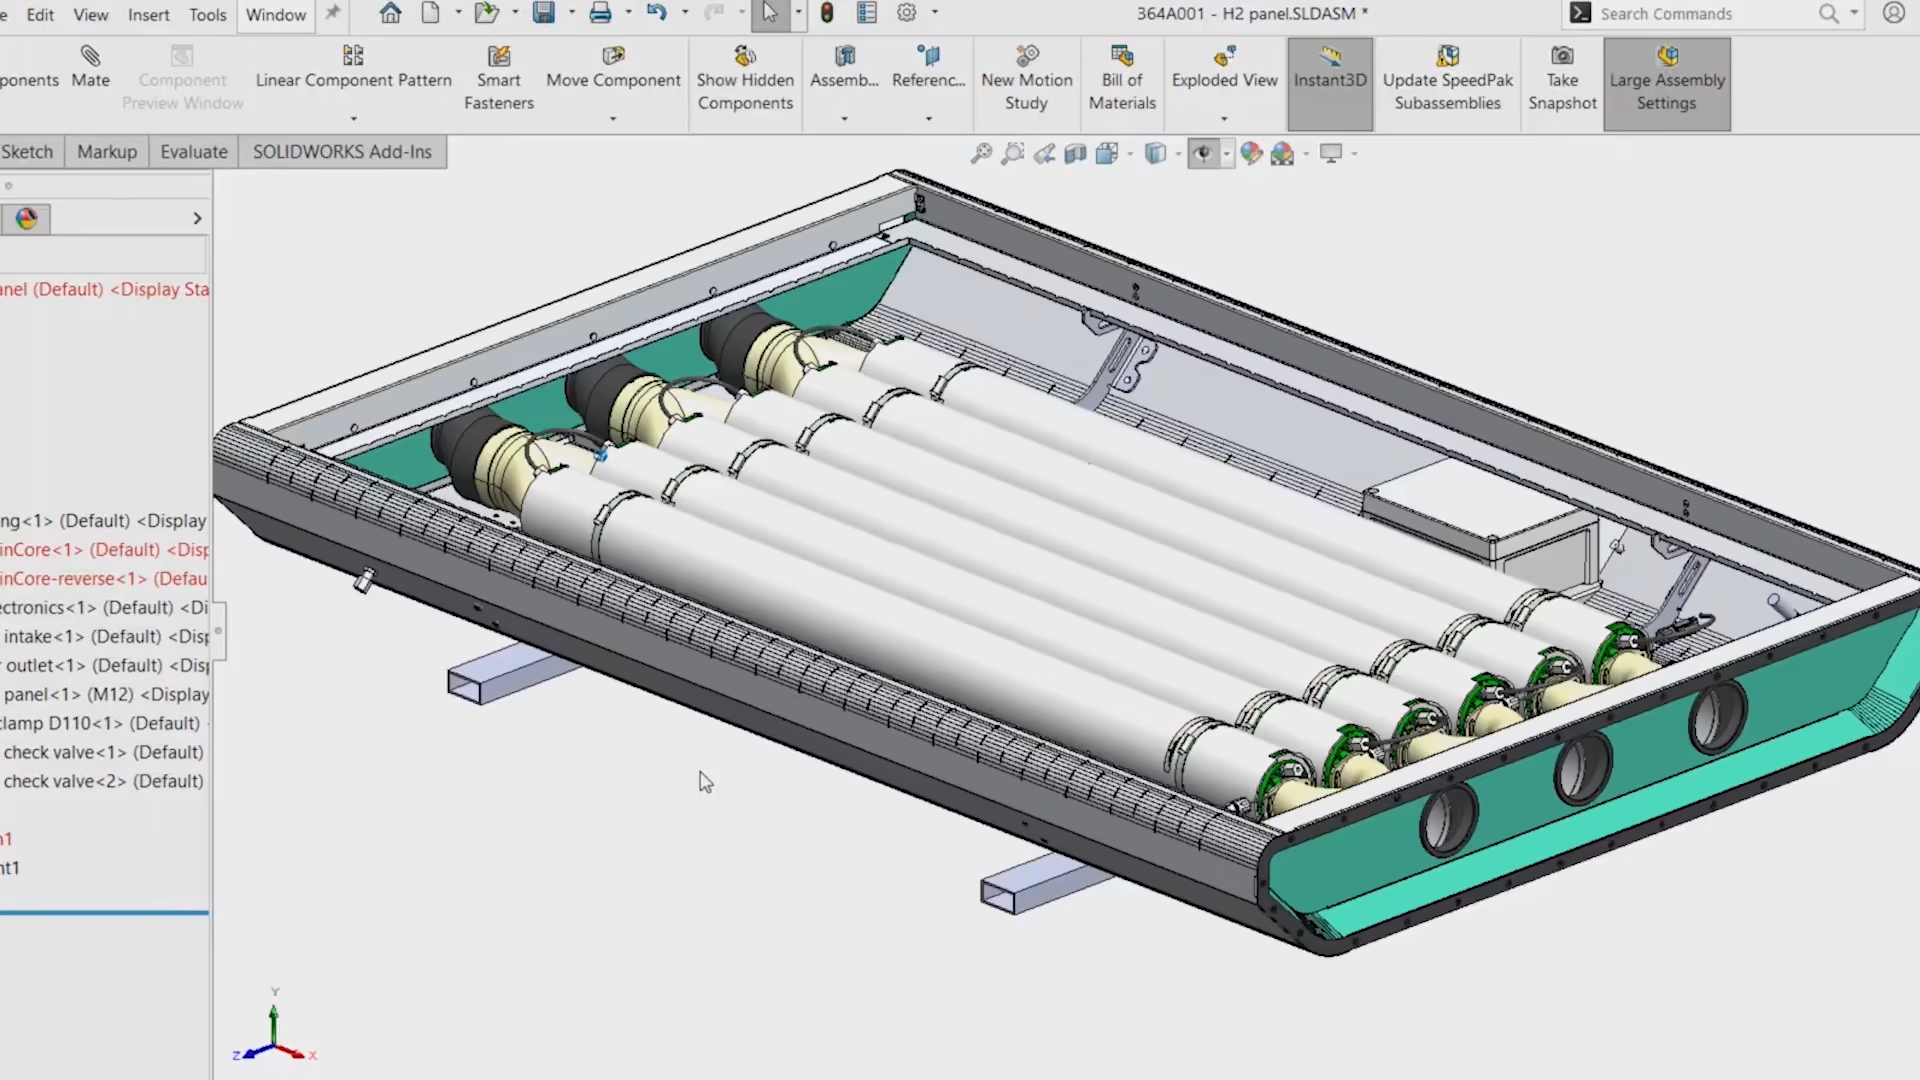 Edit View Insert Tools Window
364A001 - H2 panel.SLDASM *
Search Commands
ponents
Mate
Component
Preview Window
Linear Component Pattern
Smart
Fasteners
Move Component
Show Hidden
Components
Assemb...
Referenc...
New Motion
Study
Bill of
Materials
Exploded View
Instant3D
Update SpeedPak
Subassemblies
Take
Snapshot
Large Assembly
Settings
Sketch Markup Evaluate SOLIDWORKS Add-Ins
anel (Default) <Display Sta
ng<1> (Default) <Display
inCore<1> (Default) <Disp
inCore-reverse<1> (Defau
ectronics<1> (Default) <Di
intake<1> (Default) <Disp
r outlet<1> (Default) <Disp
panel<1> (M12) <Display
clamp D110<1> (Default)
check valve<1> (Default)
check valve<2> (Default)
n1
nt1
Y
Z X